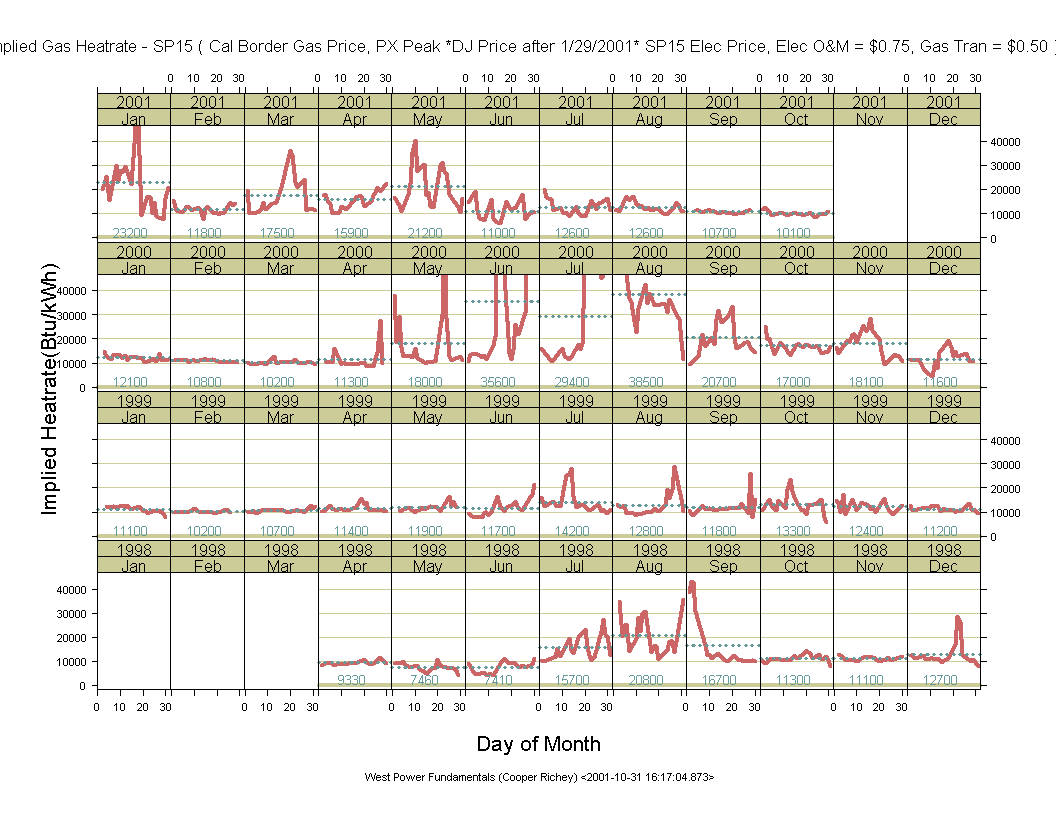 mplied Gas Heatrate - SP15 ( Cal Border Gas Price, PX Peak *DJ Price after 1/29/2001* SP15 Elec Price, Elec O&M = $0.75, Gas Tran = $0.50 )
0 10 20 30 0 10 20 30 0 10 20 30 0 10 20 30 0 10 20 30 0 10 20 30
2001 2001 2001 2001 2001 2001 2001 2001 2001 2001 2001 2001
Jan Feb Mar Apr May Jun Jul Aug Sep Oct Nov Dec
40000
30000
20000
10000
0
23200 11800 17500 15900 21200 11000 12600 12600 10700 10100
2000 2000 2000 2000 2000 2000 2000 2000 2000 2000 2000 2000
Jan Feb Mar Apr May Jun Jul Aug Sep Oct Nov Dec
40000
30000
20000
10000
0
12100 10800 10200 11300 18000 35600 29400 38500 20700 17000 18100 11600
1999 1999 1999 1999 1999 1999 1999 1999 1999 1999 1999 1999
Jan Feb Mar Apr May Jun Jul Aug Sep Oct Nov Dec
40000
30000
20000
10000
0
11100 10200 10700 11400 11900 11700 14200 12800 11800 13300 12400 11200
1998 1998 1998 1998 1998 1998 1998 1998 1998 1998 1998 1998
Jan Feb Mar Apr May Jun Jul Aug Sep Oct Nov Dec
40000
30000
20000
10000
0
9330 7460 7410 15700 20800 16700 11300 11100 12700
0 10 20 30 0 10 20 30 0 10 20 30 0 10 20 30 0 10 20 30 0 10 20 30
Implied Heatrate(Btu/kWh)
Day of Month
West Power Fundamentals (Cooper Richey) <2001-10-31 16:17:04.873>